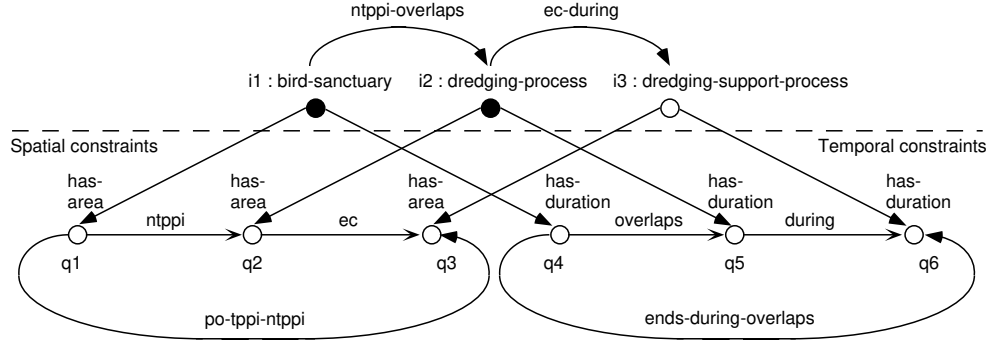 ntppi-overlaps
ec-during
i1 : bird-sanctuary
i2 : dredging-process
i3 : dredging-support-process
Spatial constraints
Temporal constraints
has-
area
has-
area
has-
area
has-
duration
has-
duration
has-
duration
ntppi
ec
overlaps
during
q1
q2
q3
q4
q5
q6
po-tppi-ntppi
ends-during-overlaps